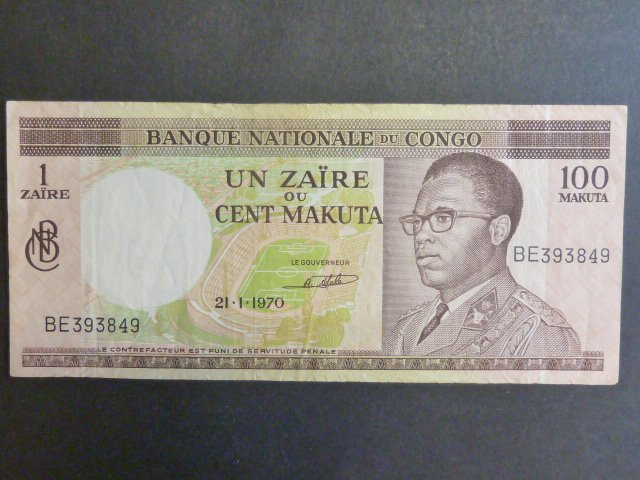 BANQUE NATIONALE DU CONGO
1
ZAÏRE
UN ZAÏRE
OU
CENT MAKUTA
100
MAKUTA
BNC
LE GOUVERNEUR
BE393849
21·1·1970
BE393849
LE CONTREFACTEUR EST PUNI DE SERVITUDE PENALE